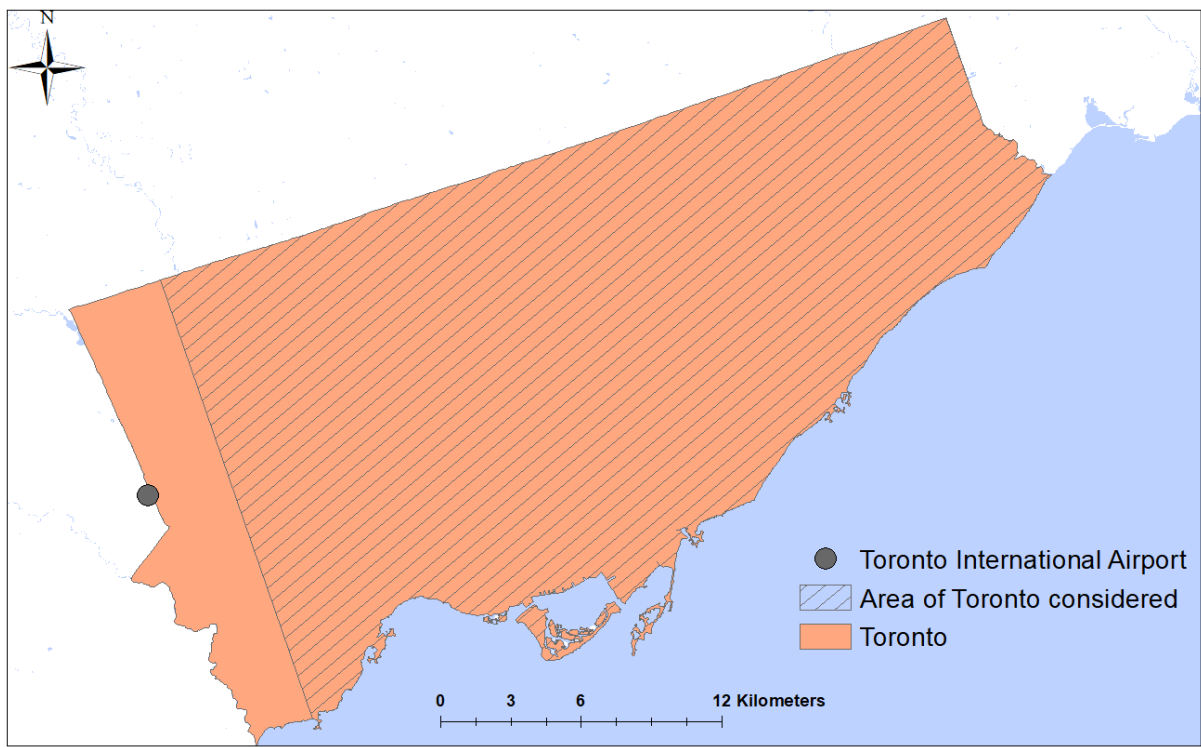 N
Toronto International Airport
Area of Toronto considered
Toronto
0 3 6 12 Kilometers